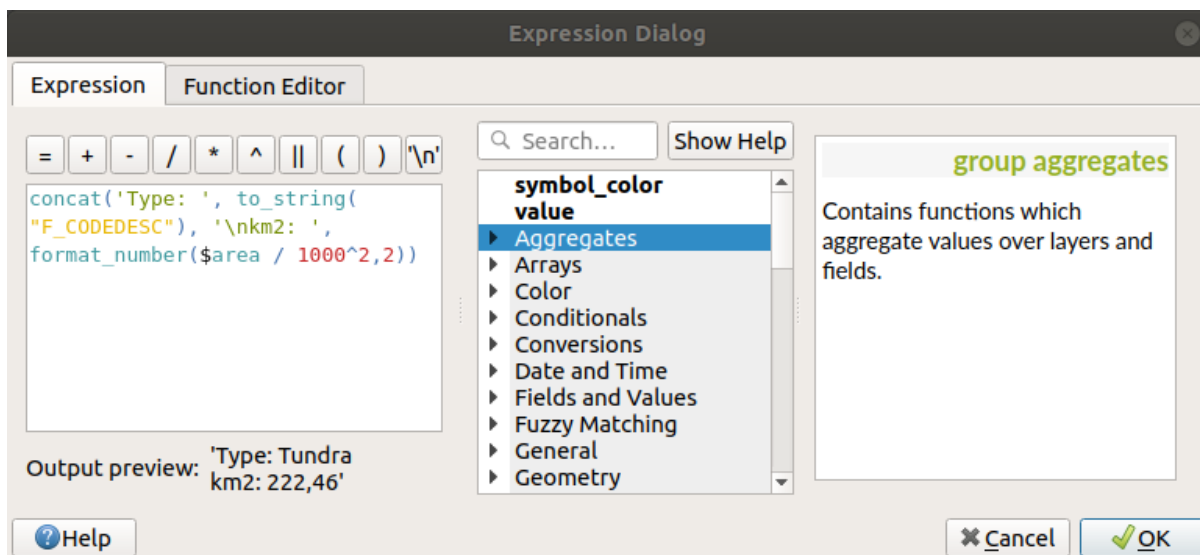 Expression Dialog
Expression
Function Editor
= + - / * ^ || ( ) '\n'
concat('Type: ', to_string(
"F_CODEDESC"), '\nkm2: ',
format_number($area / 1000^2,2))
Output preview:
'Type: Tundra
km2: 222,46'
Search...
Show Help
symbol_color
value
Aggregates
Arrays
Color
Conditionals
Conversions
Date and Time
Fields and Values
Fuzzy Matching
General
Geometry
group aggregates
Contains functions which
aggregate values over layers and
fields.
Help
Cancel
OK